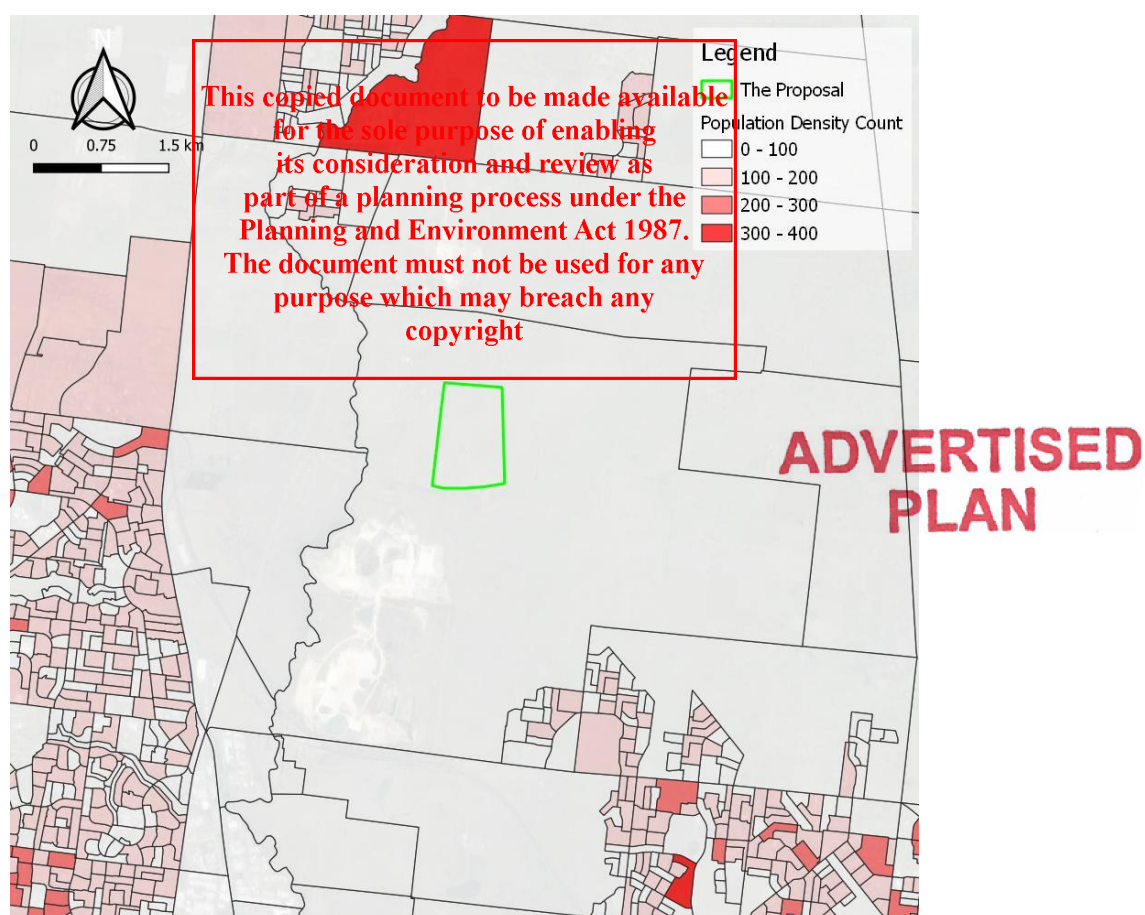 N
0 0.75 1.5 km
This copied document to be made available
for the sole purpose of enabling
its consideration and review as
part of a planning process under the
Planning and Environment Act 1987.
The document must not be used for any
purpose which may breach any
copyright
Legend
The Proposal
Population Density Count
0 - 100
100 - 200
200 - 300
300 - 400
ADVERTISED
PLAN